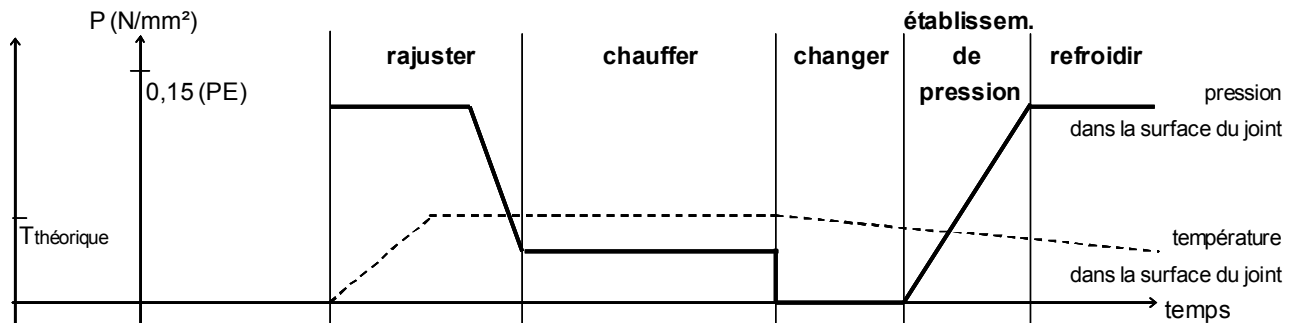 P (N/mm²)
0,15 (PE)
Tthéorique
rajuster
chauffer
changer
établissem.
de
pression
refroidir
pression
dans la surface du joint
température
dans la surface du joint
temps